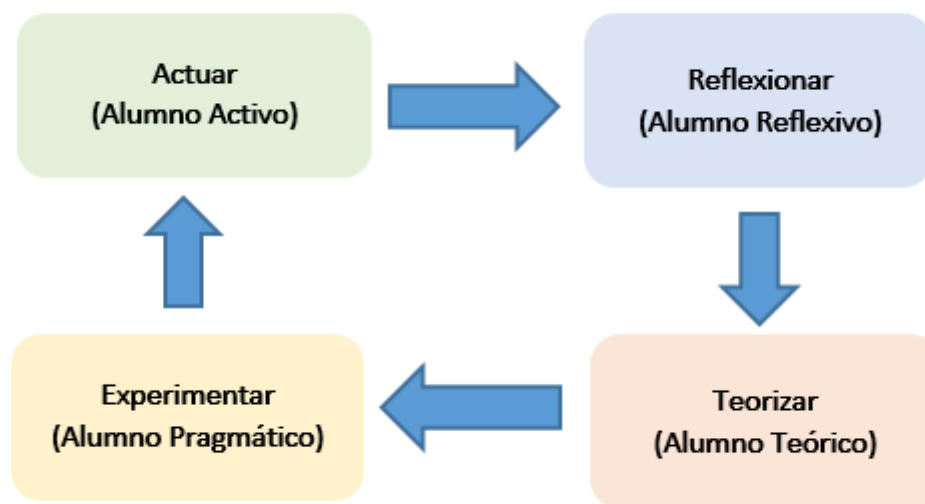 Actuar
(Alumno Activo)
Reflexionar
(Alumno Reflexivo)
Experimentar
(Alumno Pragmático)
Teorizar
(Alumno Teórico)